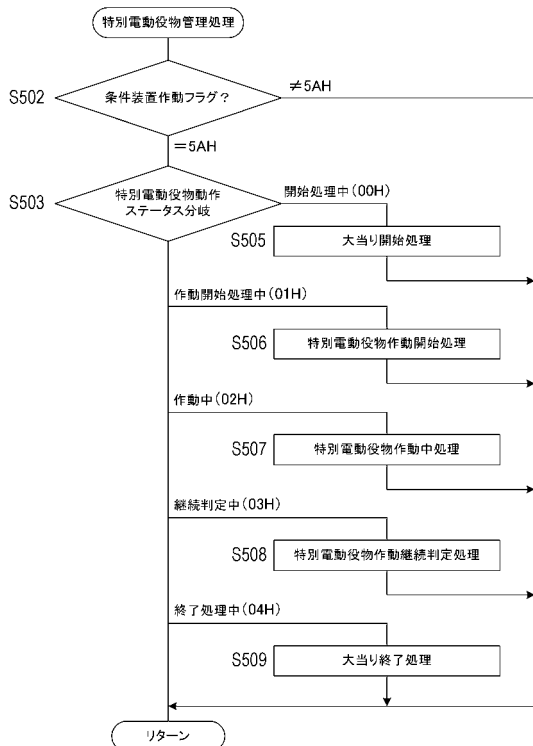 特別電動役物管理処理
S502
条件装置作動フラグ？
≠5AH
＝5AH
S503
特別電動役物動作
ステータス分岐
開始処理中(00H)
S505
大当り開始処理
作動開始処理中(01H)
S506
特別電動役物作動開始処理
作動中(02H)
S507
特別電動役物作動中処理
継続判定中(03H)
S508
特別電動役物作動継続判定処理
終了処理中(04H)
S509
大当り終了処理
リターン